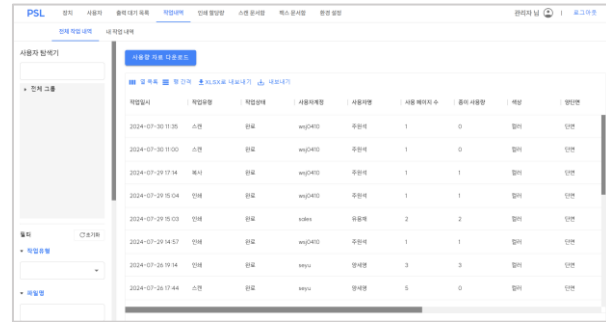 PSL 장치 사용자 출력 대기 목록 작업내역 인쇄 할당량 스캔 문서함 팩스 문서함 환경 설정 관리자 님 로그아웃
전체 작업 내역 내 작업 내역
사용자 탐색기
전체 그룹
사용량 자료 다운로드
열 목록 행 간격 XLSX로 내보내기 내보내기
작업일시 작업유형 작업상태 사용자계정 사용자명 사용 페이지 수 종이 사용량 색상 양단면
2024-07-30 11:35 스캔 완료 wsj0410 주원석 1 0 컬러 단면
2024-07-30 11:00 스캔 완료 wsj0410 주원석 1 0 컬러 단면
2024-07-29 17:14 복사 완료 wsj0410 주원석 1 1 컬러 단면
2024-07-29 15:04 인쇄 완료 wsj0410 주원석 1 1 컬러 단면
2024-07-29 15:03 인쇄 완료 sales 2 2 컬러 단면
2024-07-29 14:57 인쇄 완료 wsj0410 주원석 1 1 컬러 단면
2024-07-26 19:14 인쇄 완료 seyu 3 3 컬러 단면
2024-07-26 17:44 스캔 완료 seyu 5 0 컬러 단면
필터 초기화
작업유형
파일명